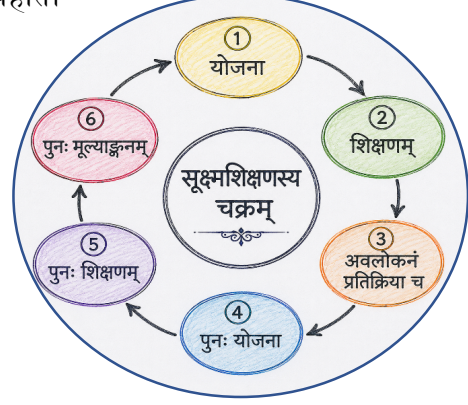 ①
योजना
②
शिक्षणम्
③
अवलोकनं
प्रतिक्रिया च
④
पुनः योजना
⑤
पुनः शिक्षणम्
⑥
पुनः मूल्याङ्कनम्
सूक्ष्मशिक्षणस्य
चक्रम्